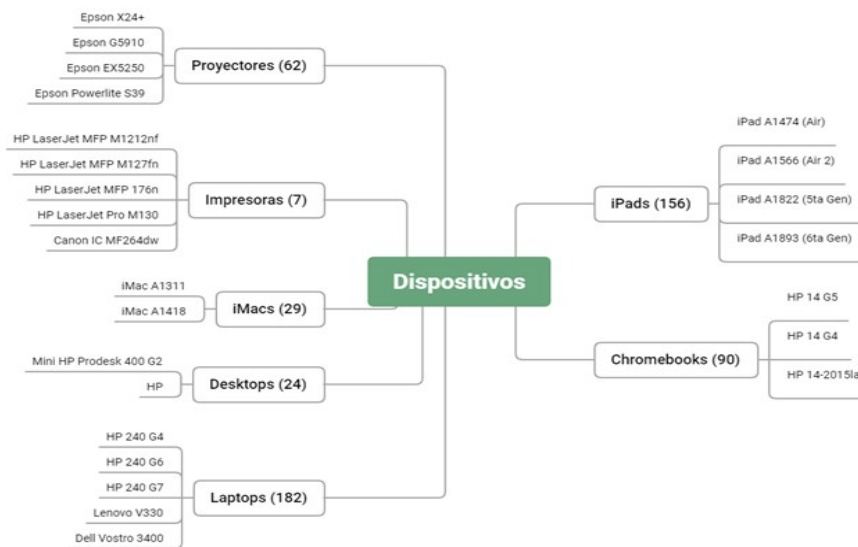 Epson X24+
Epson G5910
Epson EX5250
Epson Powerlite S39
Proyectores (62)
HP LaserJet MFP M1212nf
HP LaserJet MFP M127fn
HP LaserJet MFP 176n
HP LaserJet Pro M130
Canon IC MF264dw
Impresoras (7)
iMac A1311
iMac A1418
iMacs (29)
Mini HP Prodesk 400 G2
HP
Desktops (24)
HP 240 G4
HP 240 G6
HP 240 G7
Lenovo V330
Dell Vostro 3400
Laptops (182)
Dispositivos
iPads (156)
iPad A1474 (Air)
iPad A1566 (Air 2)
iPad A1822 (5ta Gen)
iPad A1893 (6ta Gen)
Chromebooks (90)
HP 14 G5
HP 14 G4
HP 14-2015la